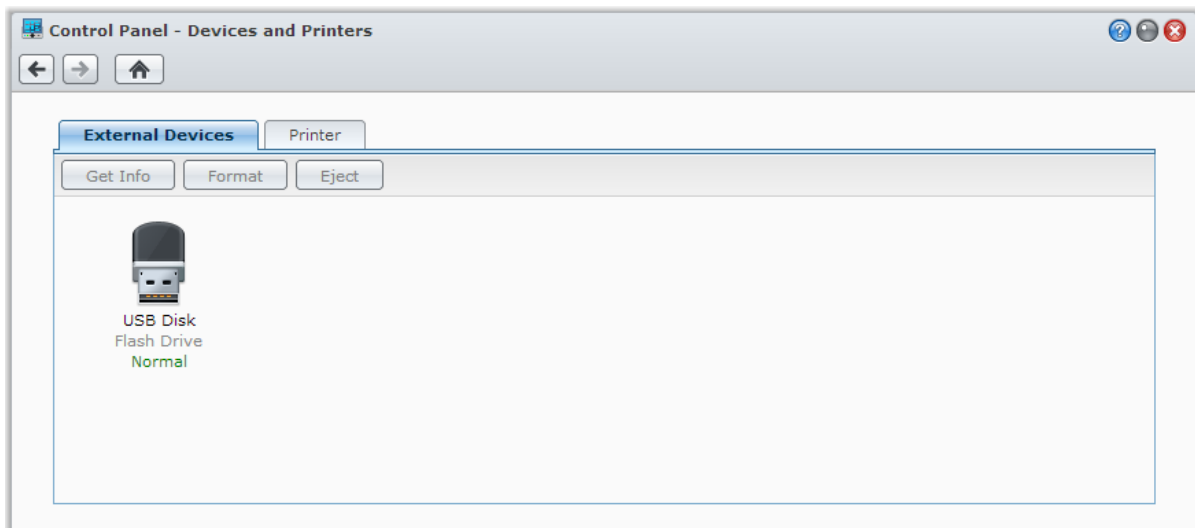 Control Panel - Devices and Printers
External Devices Printer
Get Info Format Eject
USB Disk
Flash Drive
Normal